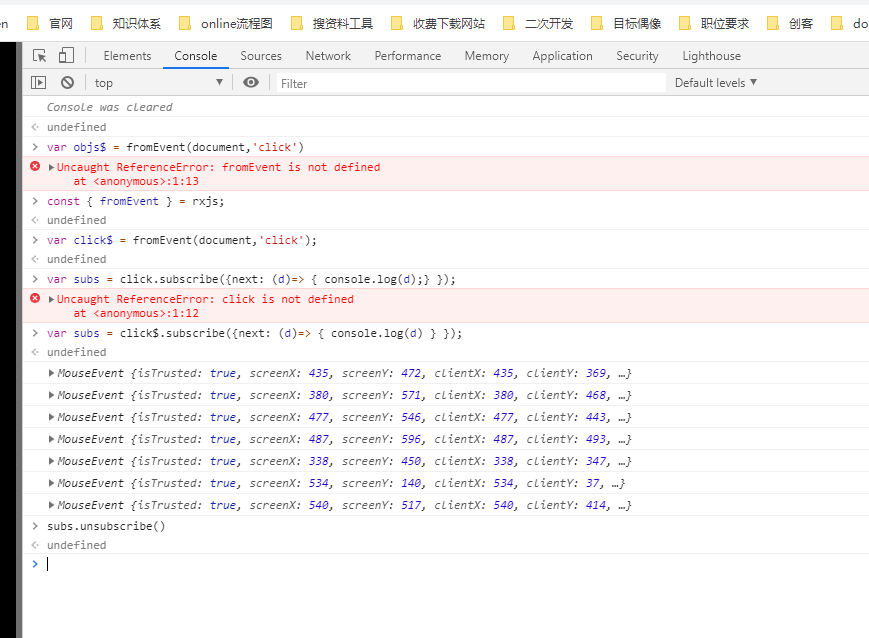 en 官网 知识体系 online流程图 搜资料工具 收费下载网站 二次开发 目标偶像 职位要求 创客 do
Elements Console Sources Network Performance Memory Application Security Lighthouse
top ▼ Filter Default levels ▼
Console was cleared
undefined
var objs$ = fromEvent(document,'click')
Uncaught ReferenceError: fromEvent is not defined
at <anonymous>:1:13
const { fromEvent } = rxjs;
undefined
var click$ = fromEvent(document,'click');
undefined
var subs = click.subscribe({next: (d)=> { console.log(d);} });
Uncaught ReferenceError: click is not defined
at <anonymous>:1:12
var subs = click$.subscribe({next: (d)=> { console.log(d) } });
undefined
MouseEvent {isTrusted: true, screenX: 435, screenY: 472, clientX: 435, clientY: 369, …}
MouseEvent {isTrusted: true, screenX: 380, screenY: 571, clientX: 380, clientY: 468, …}
MouseEvent {isTrusted: true, screenX: 477, screenY: 546, clientX: 477, clientY: 443, …}
MouseEvent {isTrusted: true, screenX: 487, screenY: 596, clientX: 487, clientY: 493, …}
MouseEvent {isTrusted: true, screenX: 338, screenY: 450, clientX: 338, clientY: 347, …}
MouseEvent {isTrusted: true, screenX: 534, screenY: 140, clientX: 534, clientY: 37, …}
MouseEvent {isTrusted: true, screenX: 540, screenY: 517, clientX: 540, clientY: 414, …}
subs.unsubscribe()
undefined